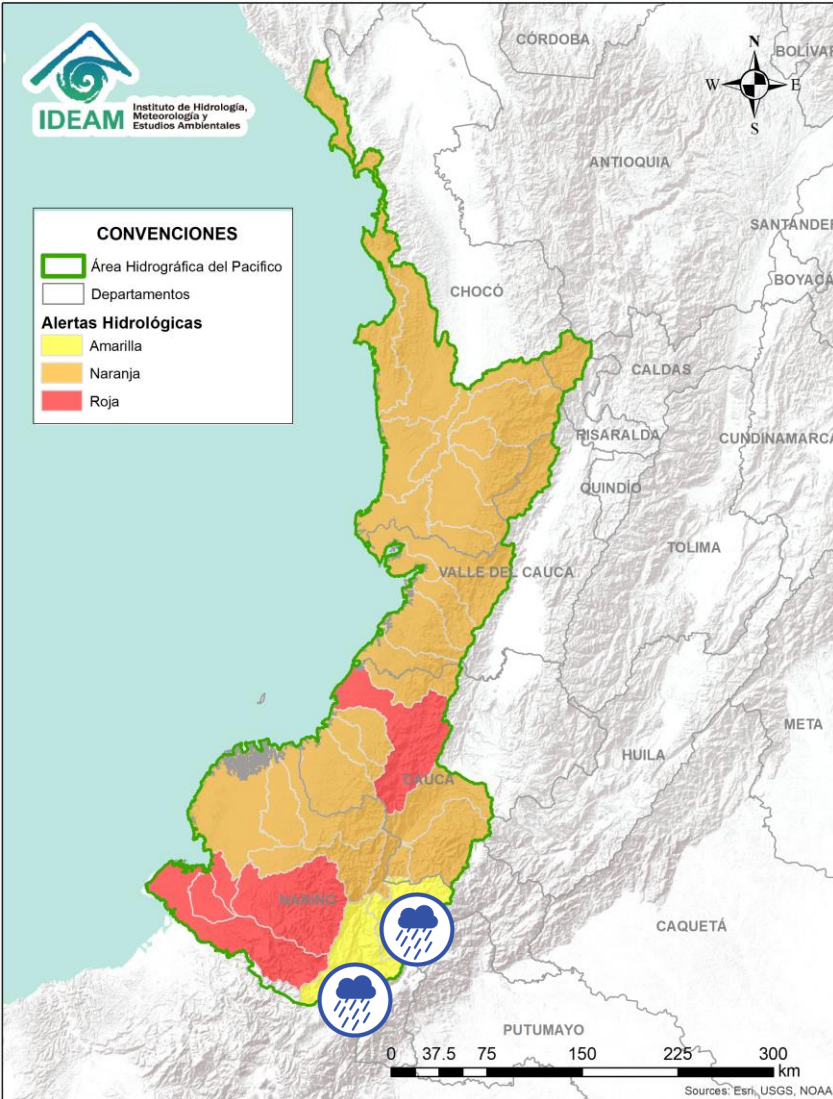 IDEAM
Instituto de Hidrología,
Meteorología y
Estudios Ambientales
CONVENCIONES
Área Hidrográfica del Pacifico
Departamentos
Alertas Hidrológicas
Amarilla
Naranja
Roja
N
W
E
S
CÓRDOBA
BOLÍVAR
ANTIOQUIA
SANTANDER
BOYACÁ
CHOCÓ
CALDAS
RISARALDA
CUNDINAMARCA
QUINDÍO
TOLIMA
VALLE DEL CAUCA
META
HUILA
CAUCA
NARIÑO
CAQUETÁ
PUTUMAYO
0 37.5 75 150 225 300
km
Sources: Esri, USGS, NOAA